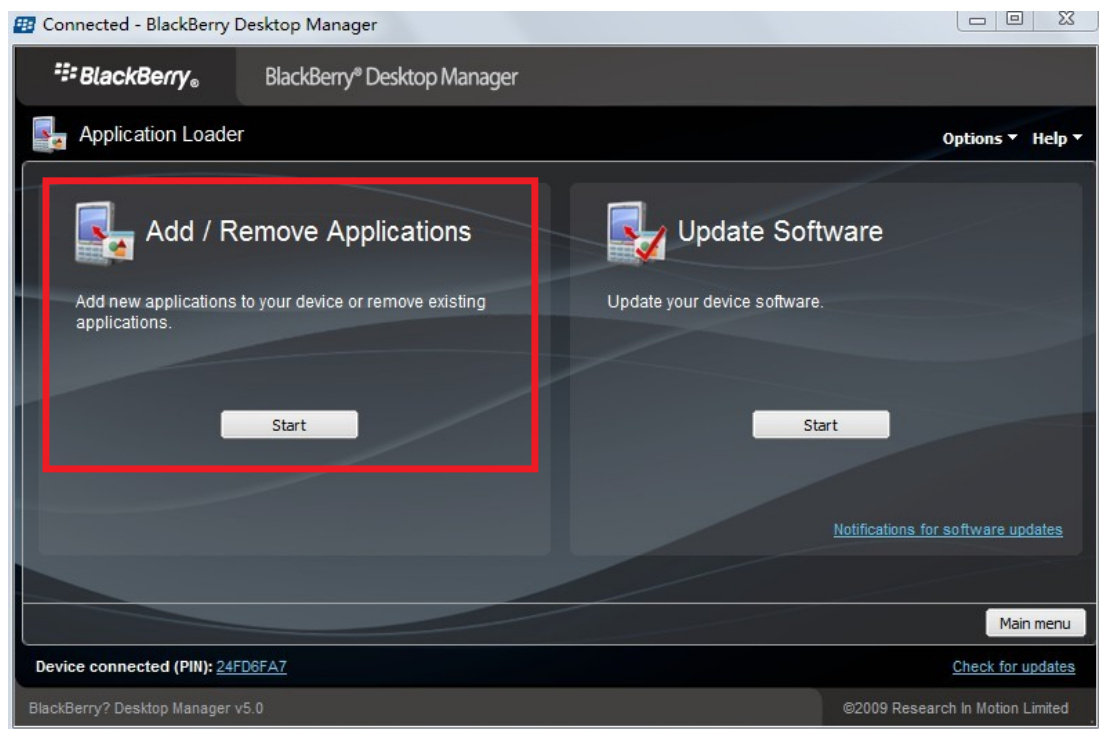 Connected - BlackBerry Desktop Manager
BlackBerry® BlackBerry® Desktop Manager
Application Loader
Options Help
Add / Remove Applications
Add new applications to your device or remove existing
applications.
Start
Update Software
Update your device software.
Start
Notifications for software updates
Main menu
Device connected (PIN): 24FD6FA7
Check for updates
BlackBerry? Desktop Manager v5.0
©2009 Research In Motion Limited